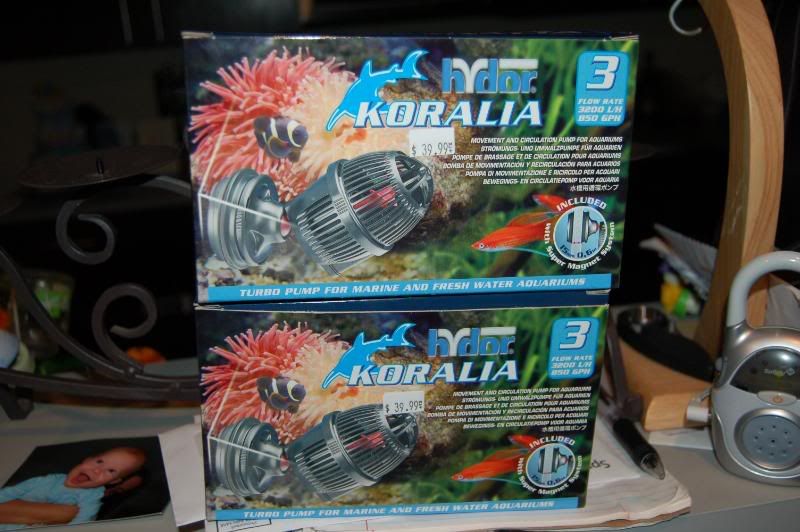 hydor
KORALIA
3
FLOW RATE
3200 L/H
850 GPH
$ 39.99
MOVEMENT AND CIRCULATION PUMP FOR AQUARIUMS
STRÖMUNGS- UND UMWÄLZPUMPE FÜR AQUARIEN
POMPE DE BRASSAGE ET DE CIRCULATION POUR AQUARIUMS
BOMBA DE MOVIMENTACIÓN Y RECIRCULACIÓN PARA ACUARIOS
POMPA DI MOVIMENTAZIONE E RICIRCOLO PER ACQUARI
BEWEGINGS- EN CIRCULATIEPOMP VOOR AQUARIA
水槽用循環ポンプ
INCLUDED
with Super Magnet System
TURBO PUMP FOR MARINE AND FRESH WATER AQUARIUMS
hydor
KORALIA
3
FLOW RATE
3200 L/H
850 GPH
$ 39.99
MOVEMENT AND CIRCULATION PUMP FOR AQUARIUMS
STRÖMUNGS- UND UMWÄLZPUMPE FÜR AQUARIEN
POMPE DE BRASSAGE ET DE CIRCULATION POUR AQUARIUMS
BOMBA DE MOVIMENTACIÓN Y RECIRCULACIÓN PARA ACUARIOS
POMPA DI MOVIMENTAZIONE E RICIRCOLO PER ACQUARI
BEWEGINGS- EN CIRCULATIEPOMP VOOR AQUARIA
水槽用循環ポンプ
INCLUDED
with Super Magnet System
TURBO PUMP FOR MARINE AND FRESH WATER AQUARIUMS